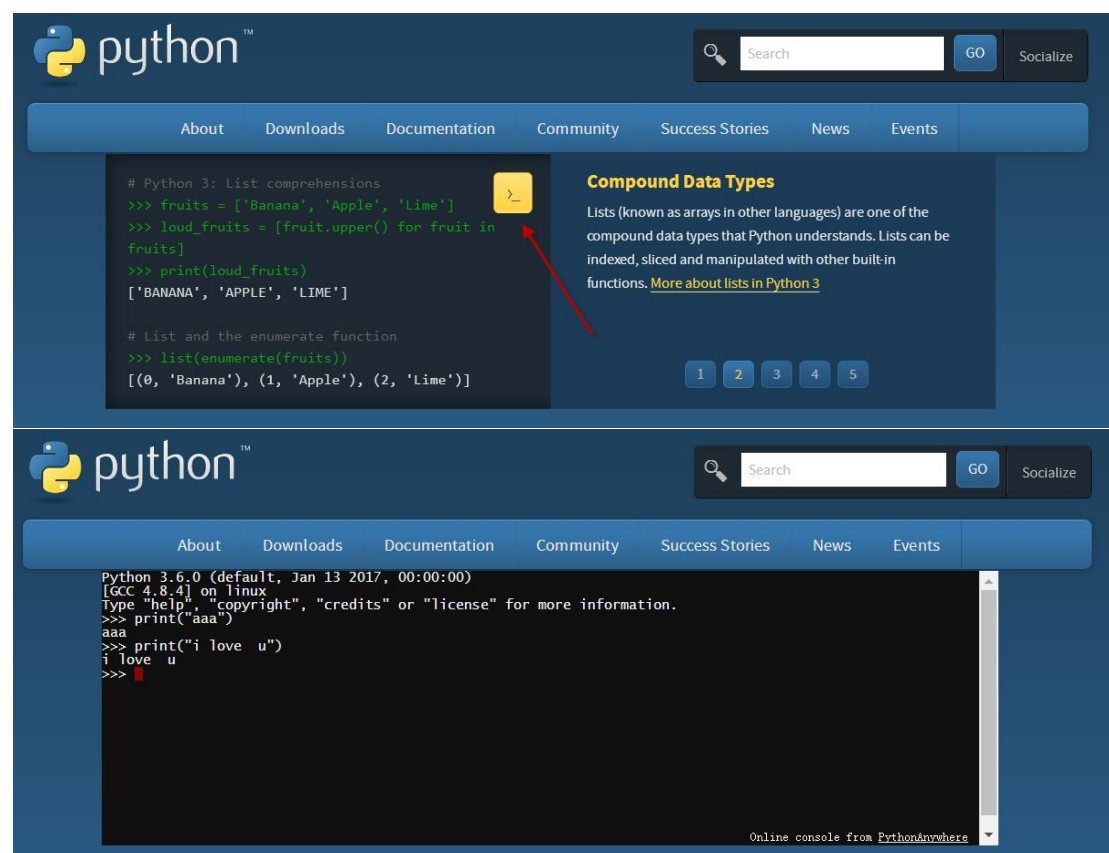 python™
Search GO Socialize
About Downloads Documentation Community Success Stories News Events
# Python 3: List comprehensions
>>> fruits = ['Banana', 'Apple', 'Lime']
>>> loud_fruits = [fruit.upper() for fruit in
fruits]
>>> print(loud_fruits)
['BANANA', 'APPLE', 'LIME']
# List and the enumerate function
>>> list(enumerate(fruits))
[(0, 'Banana'), (1, 'Apple'), (2, 'Lime')]
>_
Compound Data Types
Lists (known as arrays in other languages) are one of the
compound data types that Python understands. Lists can be
indexed, sliced and manipulated with other built-in
functions. More about lists in Python 3
1 2 3 4 5
python™
Search GO Socialize
About Downloads Documentation Community Success Stories News Events
Python 3.6.0 (default, Jan 13 2017, 00:00:00)
[GCC 4.8.4] on linux
Type "help", "copyright", "credits" or "license" for more information.
>>> print("aaa")
aaa
>>> print("i love  u")
i love  u
>>>
Online console from PythonAnywhere